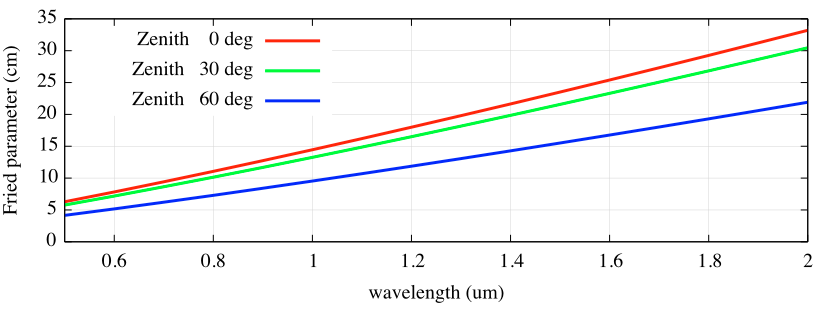 35
30
25
20
15
10
5
0
Fried parameter (cm)
Zenith 0 deg
Zenith 30 deg
Zenith 60 deg
0.6 0.8 1 1.2 1.4 1.6 1.8 2
wavelength (um)